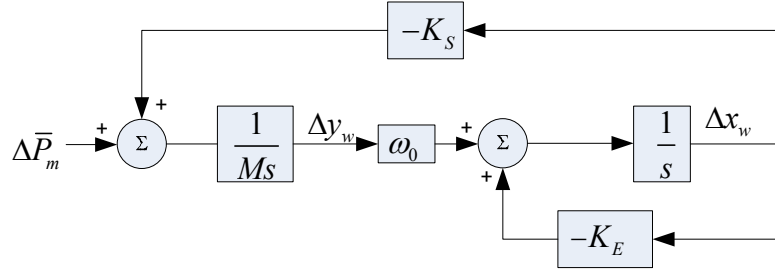 −K_S
+
ΔP̅_m
+
Σ
1/Ms
Δy_w
ω_0
+
Σ
+
1/s
Δx_w
−K_E